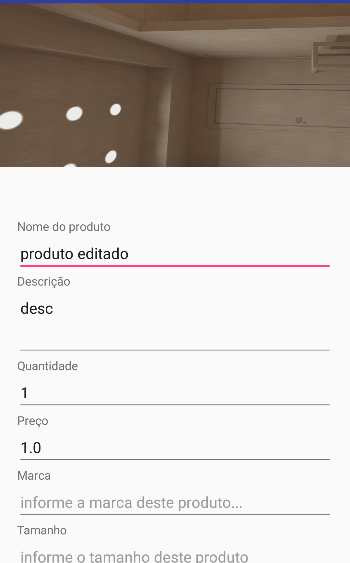 Nome do produto
produto editado
Descrição
desc
Quantidade
1
Preço
1.0
Marca
informe a marca deste produto...
Tamanho
informe o tamanho deste produto